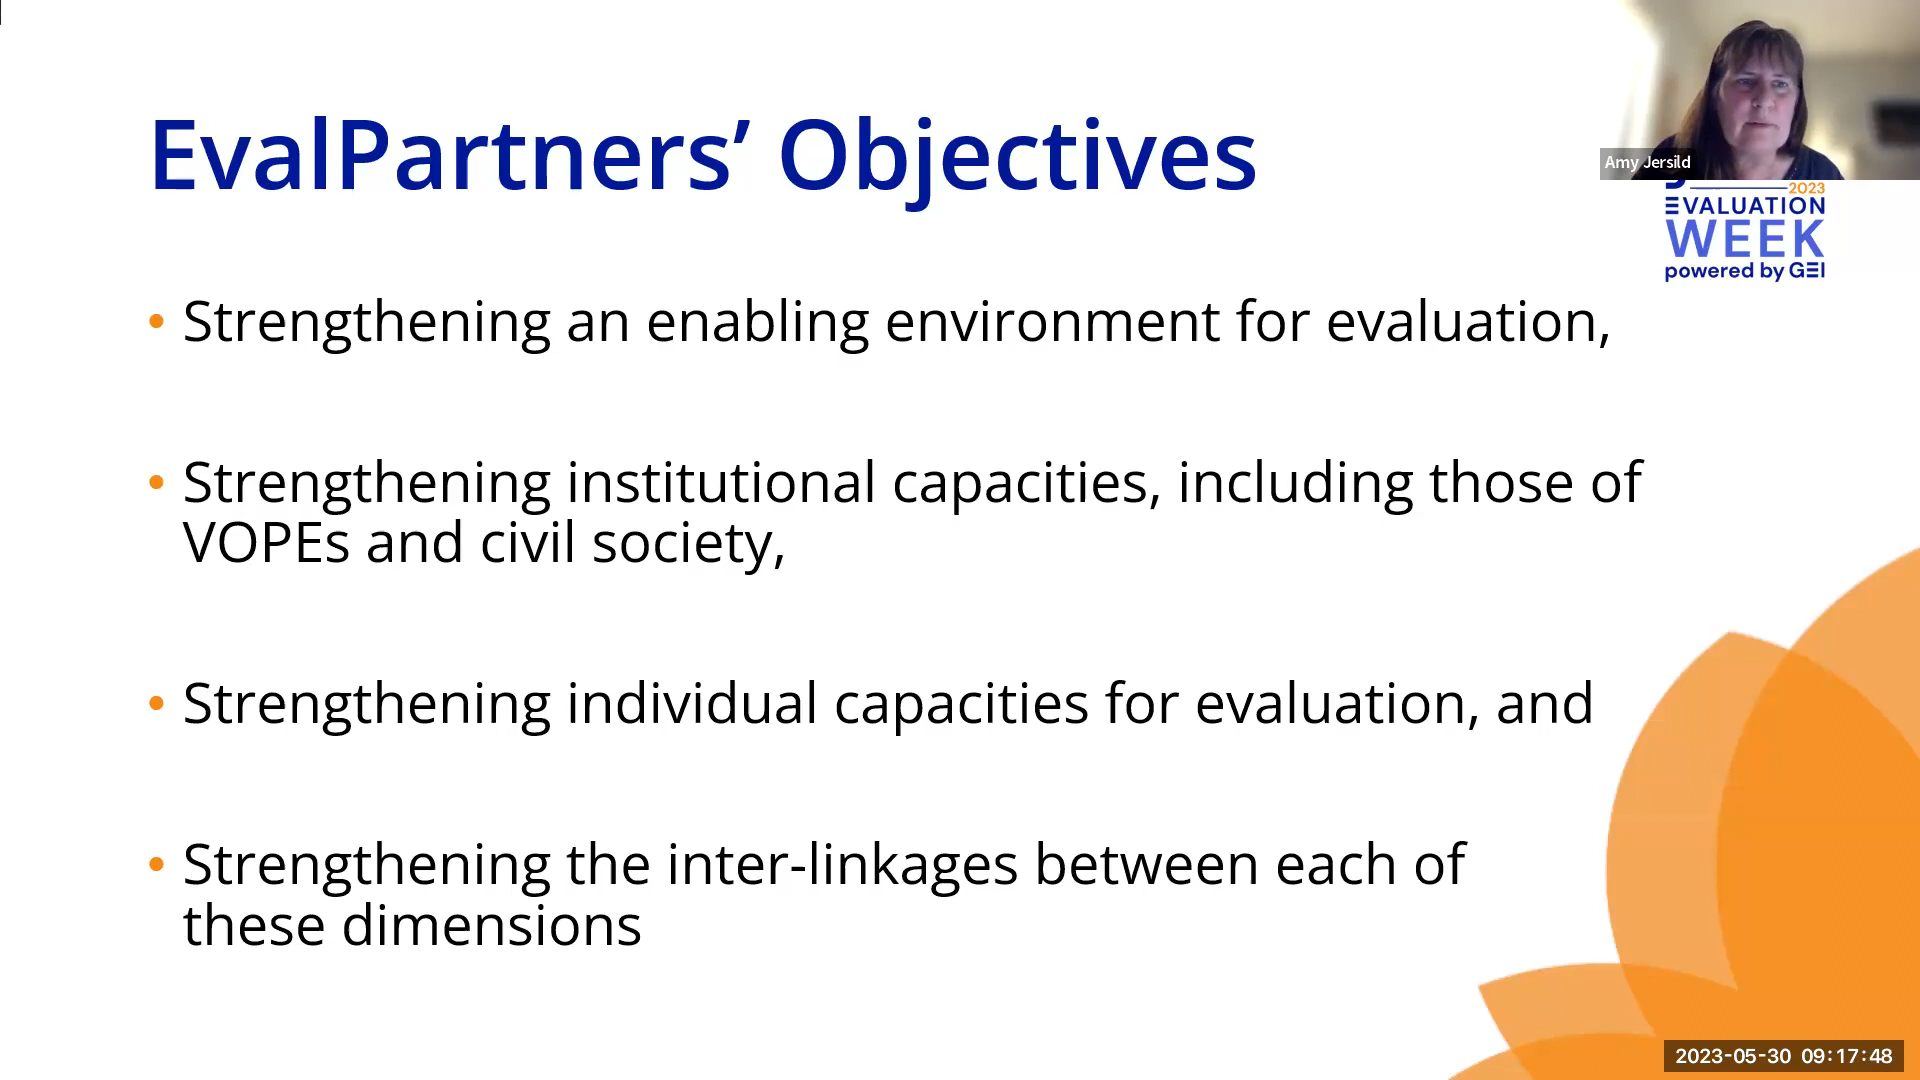 EvalPartners’ Objectives
Amy Jersild
2023
EVALUATION
WEEK
powered by GEI
• Strengthening an enabling environment for evaluation,
• Strengthening institutional capacities, including those of
VOPEs and civil society,
• Strengthening individual capacities for evaluation, and
• Strengthening the inter-linkages between each of
these dimensions
2023-05-30 09:17:48